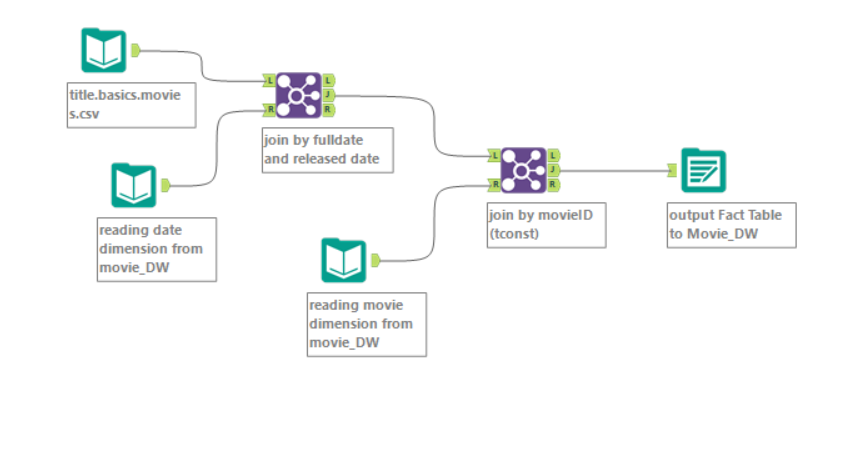 title.basics.movie
s.csv
L
R
L
J
R
join by fulldate
and released date
reading date
dimension from
movie_DW
L
R
L
J
R
join by movieID
(tconst)
output Fact Table
to Movie_DW
reading movie
dimension from
movie_DW